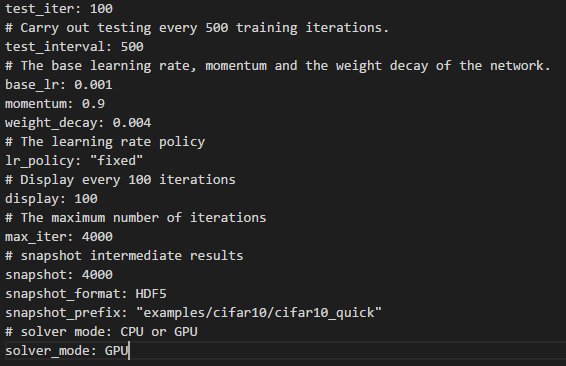 test_iter: 100
# Carry out testing every 500 training iterations.
test_interval: 500
# The base learning rate, momentum and the weight decay of the network.
base_lr: 0.001
momentum: 0.9
weight_decay: 0.004
# The learning rate policy
lr_policy: "fixed"
# Display every 100 iterations
display: 100
# The maximum number of iterations
max_iter: 4000
# snapshot intermediate results
snapshot: 4000
snapshot_format: HDF5
snapshot_prefix: "examples/cifar10/cifar10_quick"
# solver mode: CPU or GPU
solver_mode: GPU